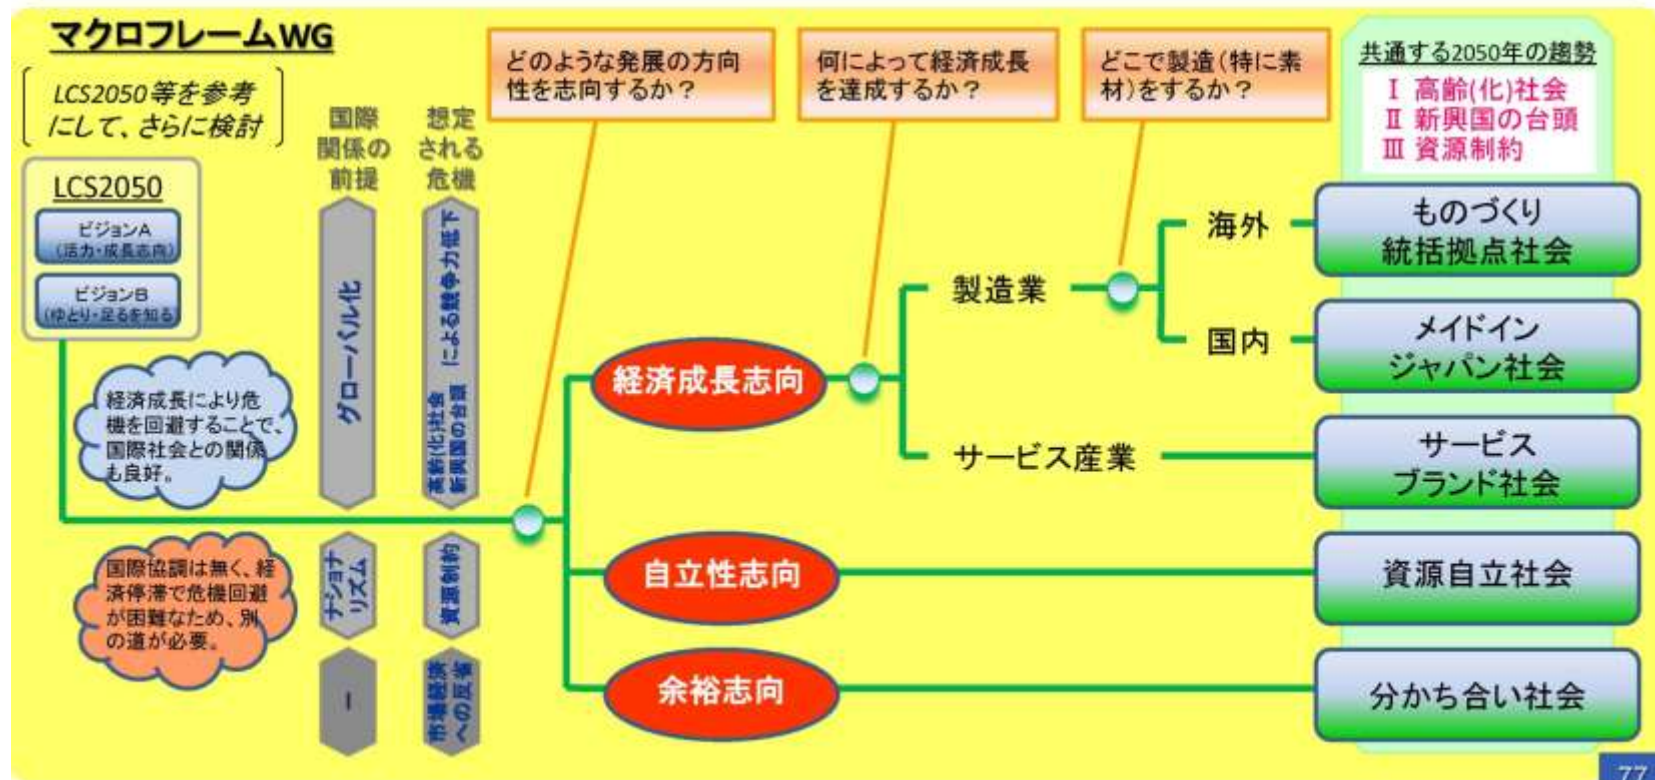 マクロフレームWG
LCS2050等を参考
にして、さらに検討
LCS2050
ビジョンA
(活力・成長志向)
ビジョンB
(ゆとり・足るを知る)
国際
関係の
前提
想定
される
危機
どのような発展の方向
性を志向するか？
何によって経済成長
を達成するか？
どこで製造(特に素
材)をするか？
共通する2050年の趨勢
Ⅰ 高齢(化)社会
Ⅱ 新興国の台頭
Ⅲ 資源制約
経済成長により危
機を回避することで、
国際社会との関係
も良好。
国際協調は無く、経
済停滞で危機回避
が困難なため、別
の道が必要。
グローバル化
高齢(化)社会
新興国の台頭
による競争力低下
ナショナ
リズム
資源制約
－
市場経済
への反省
経済成長志向
自立性志向
余裕志向
製造業
サービス産業
海外
国内
ものづくり
統括拠点社会
メイドイン
ジャパン社会
サービス
ブランド社会
資源自立社会
分かち合い社会
77